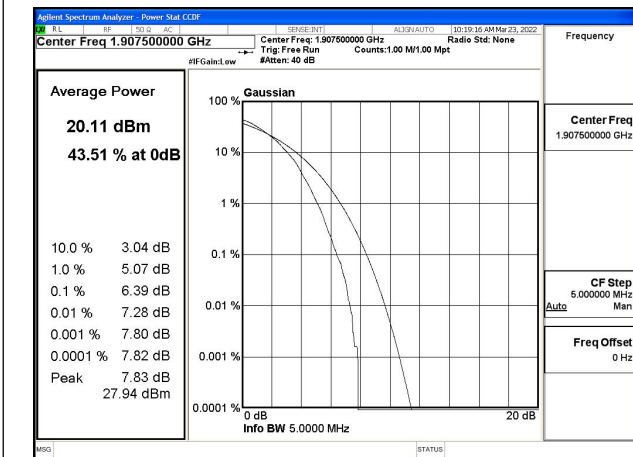 Agilent Spectrum Analyzer - Power Stat CCDF
RL RF 50 Ω AC SENSE:INT ALIGN AUTO 10:19:16 AM Mar 23, 2022
Center Freq 1.907500000 GHz
Center Freq: 1.907500000 GHz Radio Std: None
Trig: Free Run Counts:1.00 M/1.00 Mpt
#IFGain:Low #Atten: 40 dB
Frequency
Average Power
20.11 dBm
43.51 % at 0dB
10.0 % 3.04 dB
1.0 % 5.07 dB
0.1 % 6.39 dB
0.01 % 7.28 dB
0.001 % 7.80 dB
0.0001 % 7.82 dB
Peak 7.83 dB
27.94 dBm
Gaussian
100 %
10 %
1 %
0.1 %
0.01 %
0.001 %
0.0001 %
0 dB 20 dB
Info BW 5.0000 MHz
Center Freq
1.907500000 GHz
CF Step
5.000000 MHz
Auto Man
Freq Offset
0 Hz
MSG STATUS